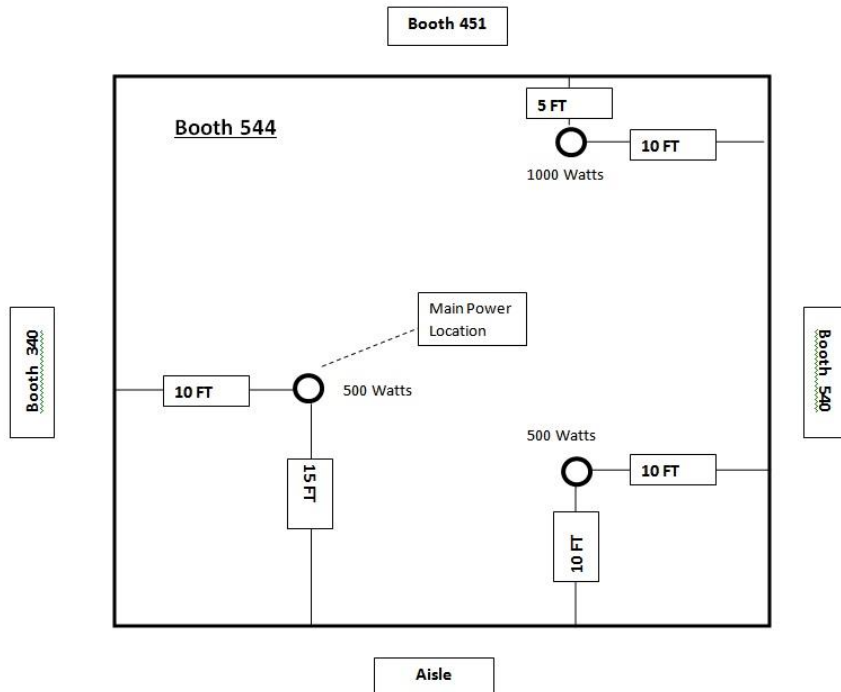 Booth 451
Booth 544
5 FT
10 FT
1000 Watts
Main Power
Location
Booth 340
Booth 540
10 FT
500 Watts
500 Watts
15 FT
10 FT
10 FT
Aisle